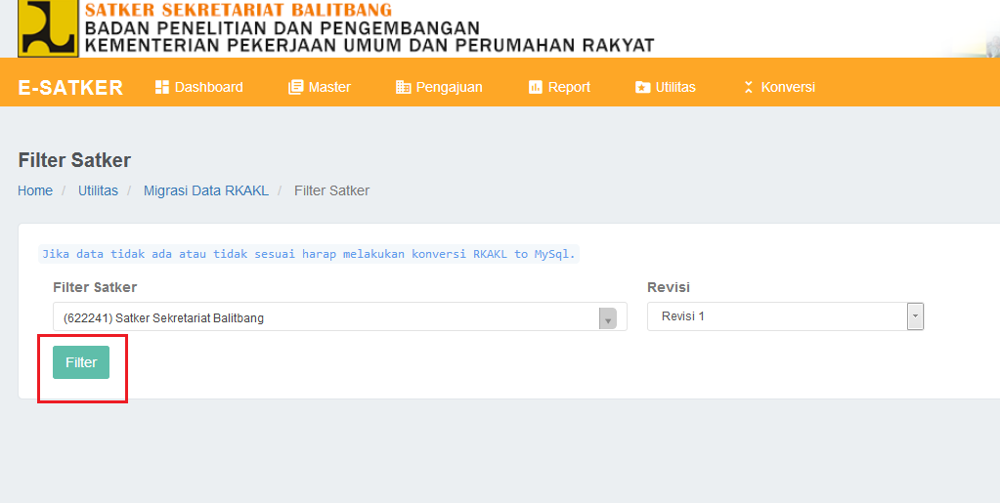 SATKER SEKRETARIAT BALITBANG
BADAN PENELITIAN DAN PENGEMBANGAN
KEMENTERIAN PEKERJAAN UMUM DAN PERUMAHAN RAKYAT
E-SATKER Dashboard Master Pengajuan Report Utilitas Konversi
Filter Satker
Home / Utilitas / Migrasi Data RKAKL / Filter Satker
Jika data tidak ada atau tidak sesuai harap melakukan konversi RKAKL to MySql.
Filter Satker Revisi
(622241) Satker Sekretariat Balitbang Revisi 1
Filter